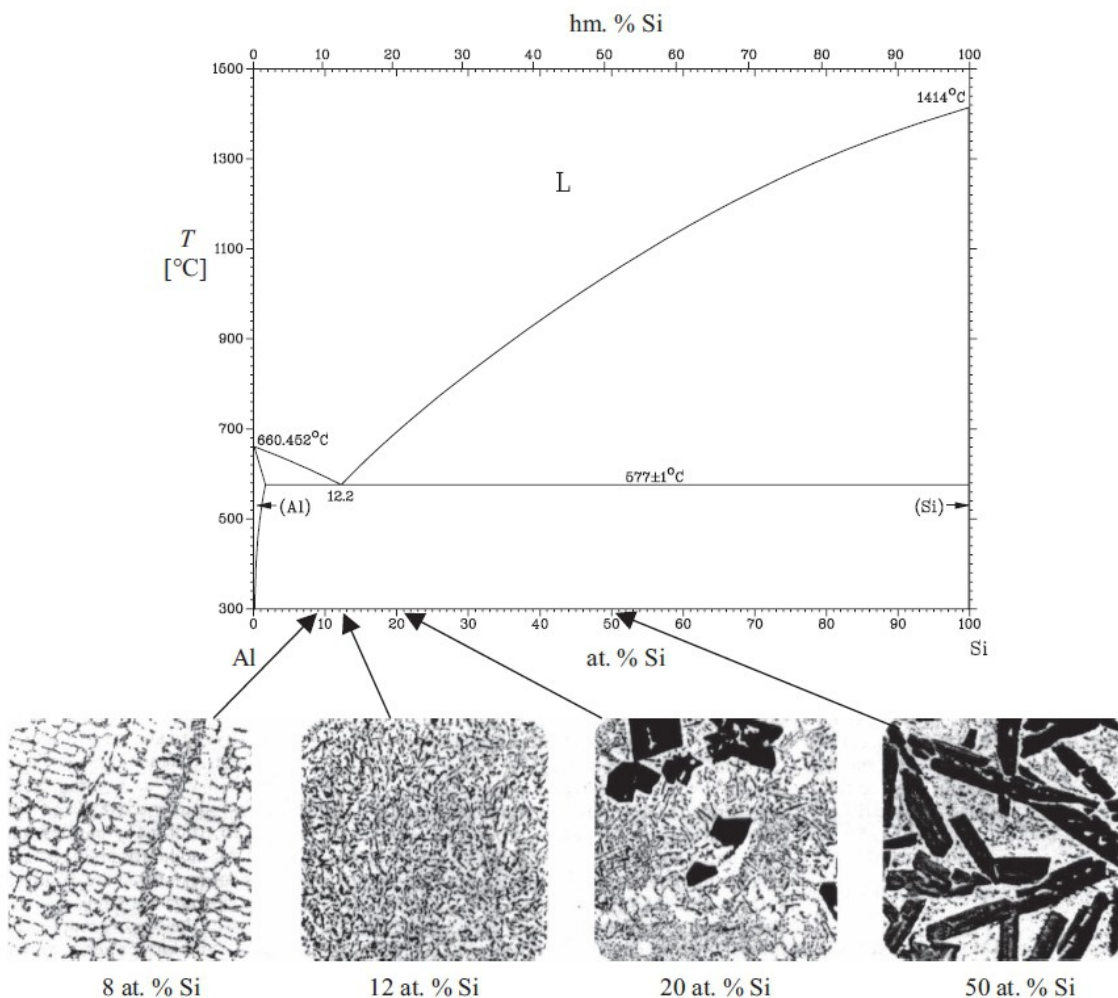 hm. % Si
0 10 20 30 40 50 60 70 80 90 100
1500
1414°C
1300
L
T
[°C]
1100
900
700
660.452°C
577±1°C
12.2
(Al)
(Si)
500
300
0 10 20 30 40 50 60 70 80 90 100
Al at. % Si Si
8 at. % Si 12 at. % Si 20 at. % Si 50 at. % Si